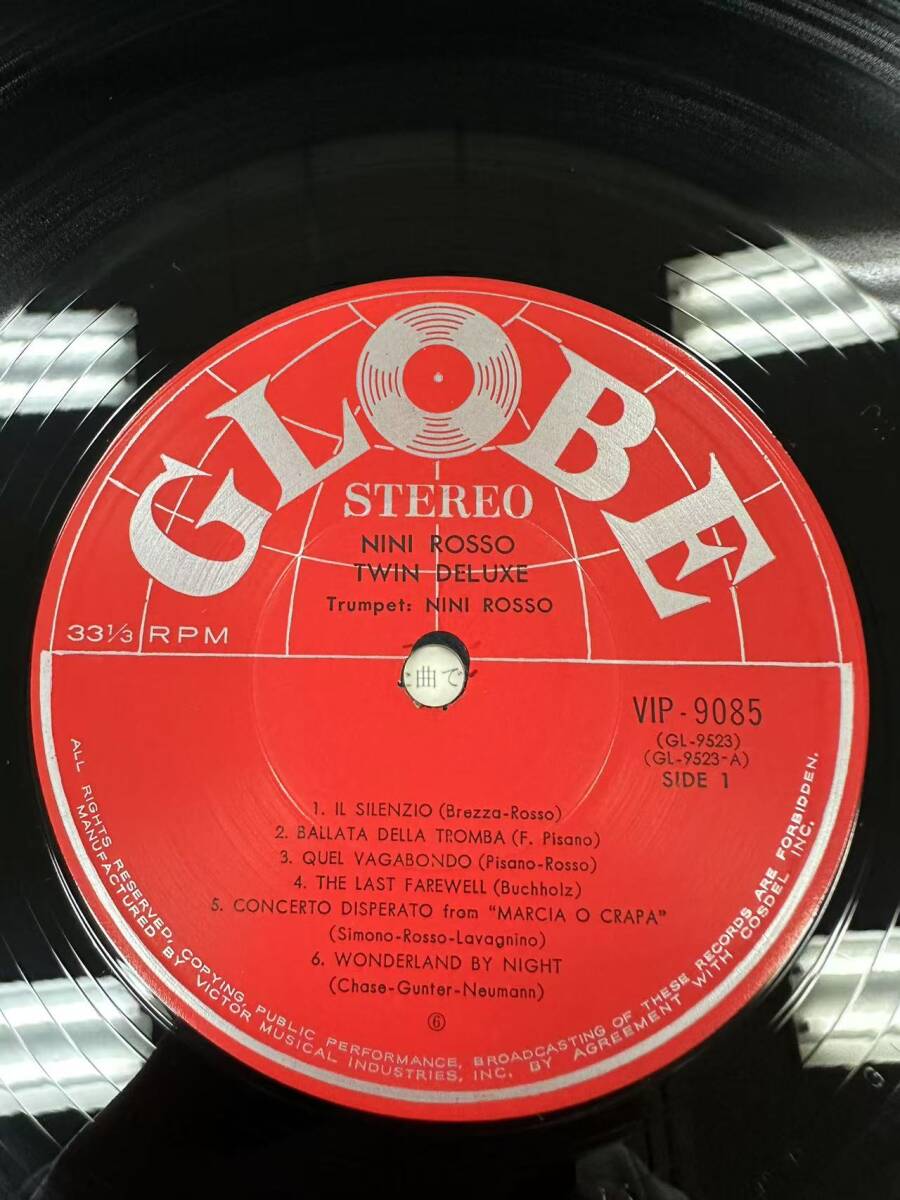 GLOBE
STEREO
NINI ROSSO
TWIN DELUXE
Trumpet: NINI ROSSO
33⅓ RPM
曲で
VIP-9085
(GL-9523)
(GL-9523-A)
SIDE 1
1. IL SILENZIO (Brezza-Rosso)
2. BALLATA DELLA TROMBA (F. Pisano)
3. QUEL VAGABONDO (Pisano-Rosso)
4. THE LAST FAREWELL (Buchholz)
5. CONCERTO DISPERATO from "MARCIA O CRAPA"
(Simono-Rosso-Lavagnino)
6. WONDERLAND BY NIGHT
(Chase-Gunter-Neumann)
⑥
ALL RIGHTS RESERVED, COPYING, PUBLIC PERFORMANCE, BROADCASTING OF THESE RECORDS ARE FORBIDDEN.
MANUFACTURED BY VICTOR MUSICAL INDUSTRIES, INC. BY AGREEMENT WITH COSDEL INC.